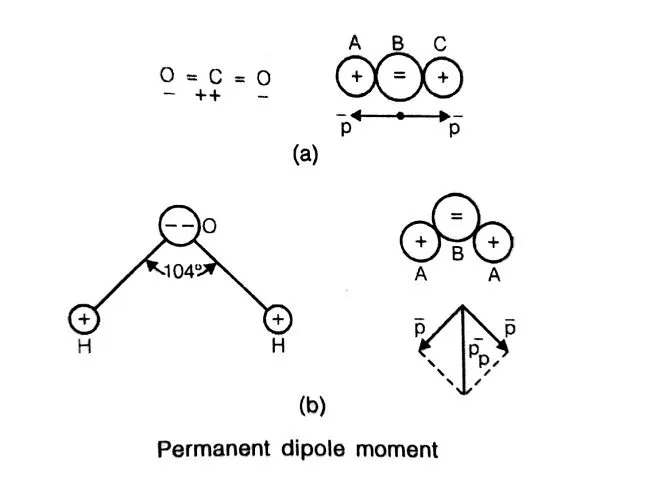 A B C
O = C = O
− ++ −
+ = +
p̄ p̄
(a)
− − O
104°
+ +
H H
=
+ +
B
A A
p̄ p̄
p̄p
(b)
Permanent dipole moment